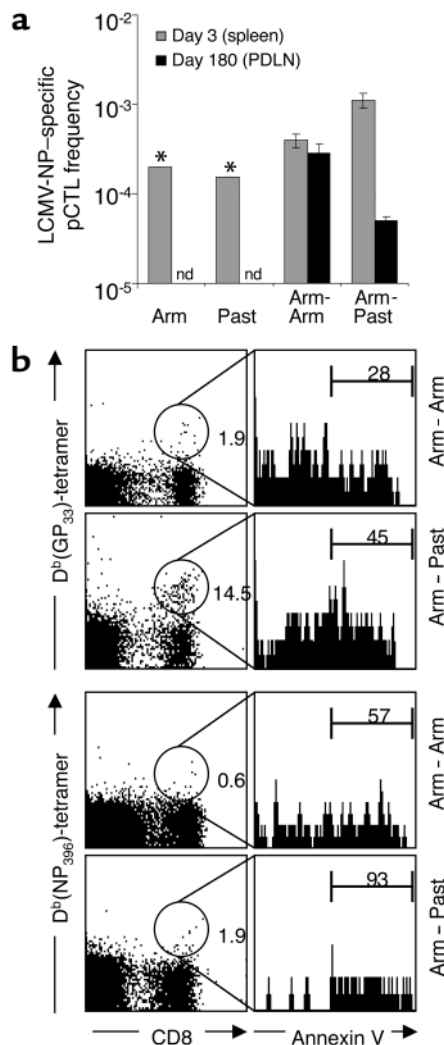 a
10-2
10-3
10-4
10-5
LCMV-NP–specific
pCTL frequency
Day 3 (spleen)
Day 180 (PDLN)
*
*
nd
nd
Arm
Past
Arm-
Arm
Arm-
Past
b
28
1.9
Arm - Arm
45
14.5
Arm - Past
Db(GP33)-tetramer
57
0.6
Arm - Arm
93
1.9
Arm - Past
Db(NP396)-tetramer
CD8
Annexin V